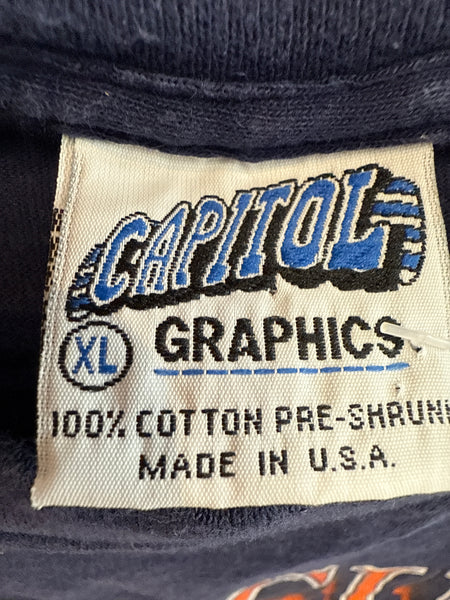 CAPITOL
GRAPHICS
XL
100% COTTON PRE-SHRUNK
MADE IN U.S.A.